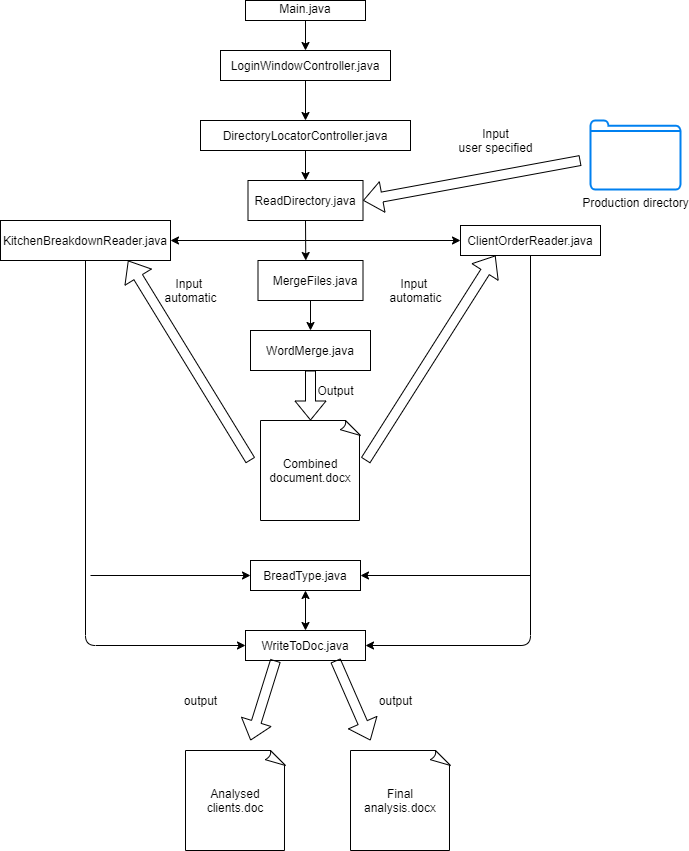 Main.java
LoginWindowController.java
DirectoryLocatorController.java
Input
user specified
Production directory
ReadDirectory.java
KitchenBreakdownReader.java
ClientOrderReader.java
Input
automatic
MergeFiles.java
Input
automatic
WordMerge.java
Output
Combined
document.docx
BreadType.java
WriteToDoc.java
output
output
Analysed
clients.doc
Final
analysis.docx